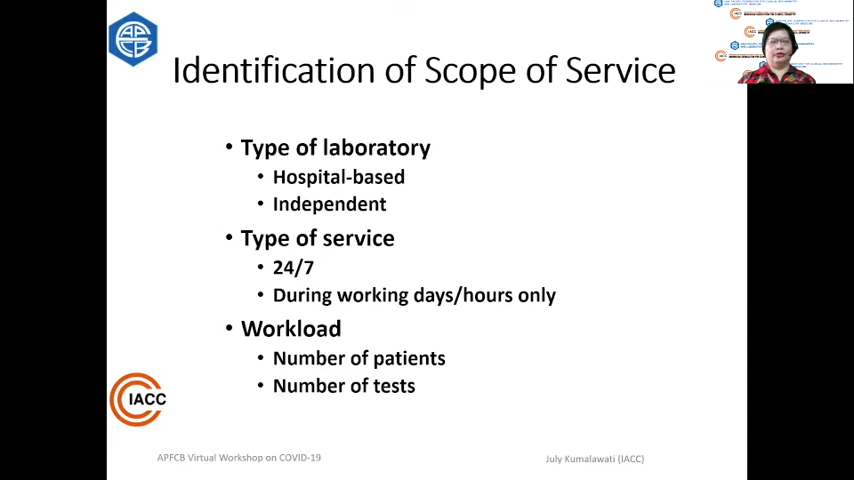 APFCB
Identification of Scope of Service
• Type of laboratory
• Hospital-based
• Independent
• Type of service
• 24/7
• During working days/hours only
• Workload
• Number of patients
• Number of tests
IACC
APFCB Virtual Workshop on COVID-19
July Kumalawati (IACC)